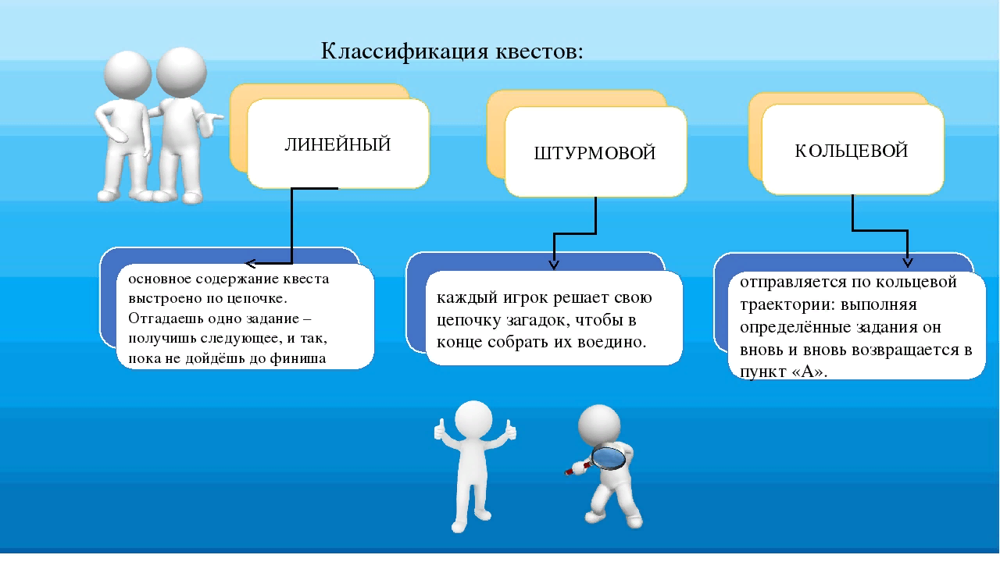 Классификация квестов:
ЛИНЕЙНЫЙ
ШТУРМОВОЙ
КОЛЬЦЕВОЙ
основное содержание квеста
выстроено по цепочке.
Отгадаешь одно задание –
получишь следующее, и так,
пока не дойдёшь до финиша
каждый игрок решает свою
цепочку загадок, чтобы в
конце собрать их воедино.
отправляется по кольцевой
траектории: выполняя
определённые задания он
вновь и вновь возвращается в
пункт «А».